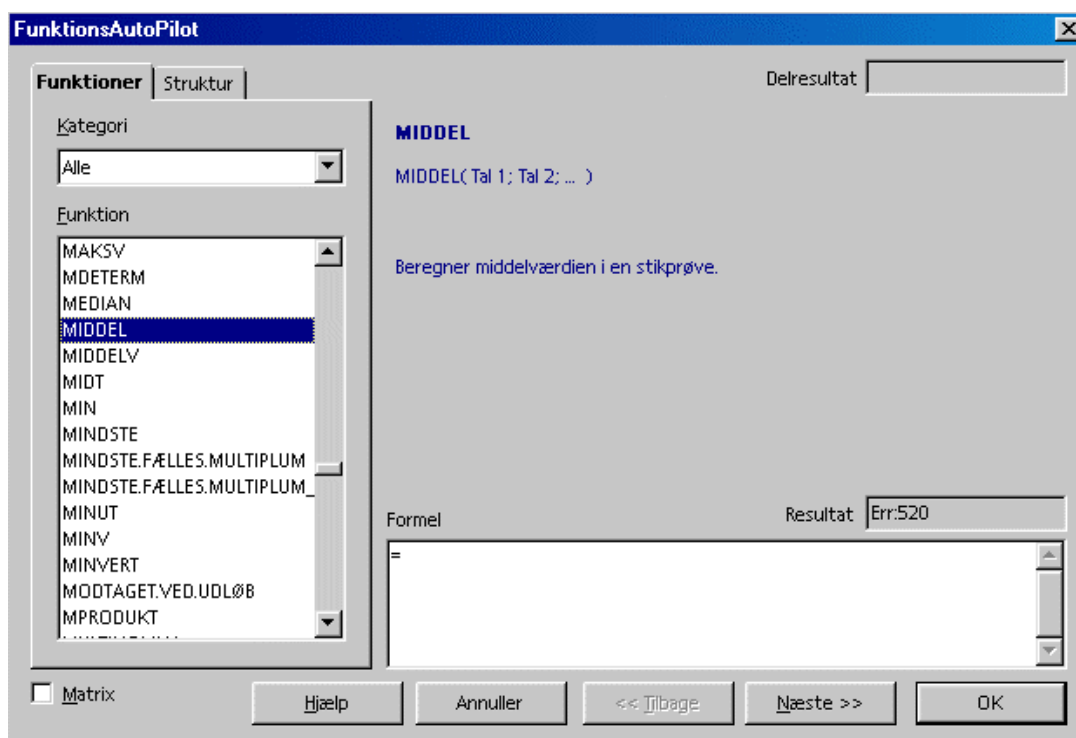 FunktionsAutoPilot
Funktioner
Struktur
Delresultat
Kategori
Alle
MIDDEL
MIDDEL( Tal 1; Tal 2; ... )
Funktion
MAKSV
MDETERM
MEDIAN
MIDDEL
MIDDELV
MIDT
MIN
MINDSTE
MINDSTE.FÆLLES.MULTIPLUM
MINDSTE.FÆLLES.MULTIPLUM_
MINUT
MINV
MINVERT
MODTAGET.VED.UDLØB
MPRODUKT
Beregner middelværdien i en stikprøve.
Formel
Resultat
Err:520
=
Matrix
Hjælp
Annuller
<< Tilbage
Næste >>
OK